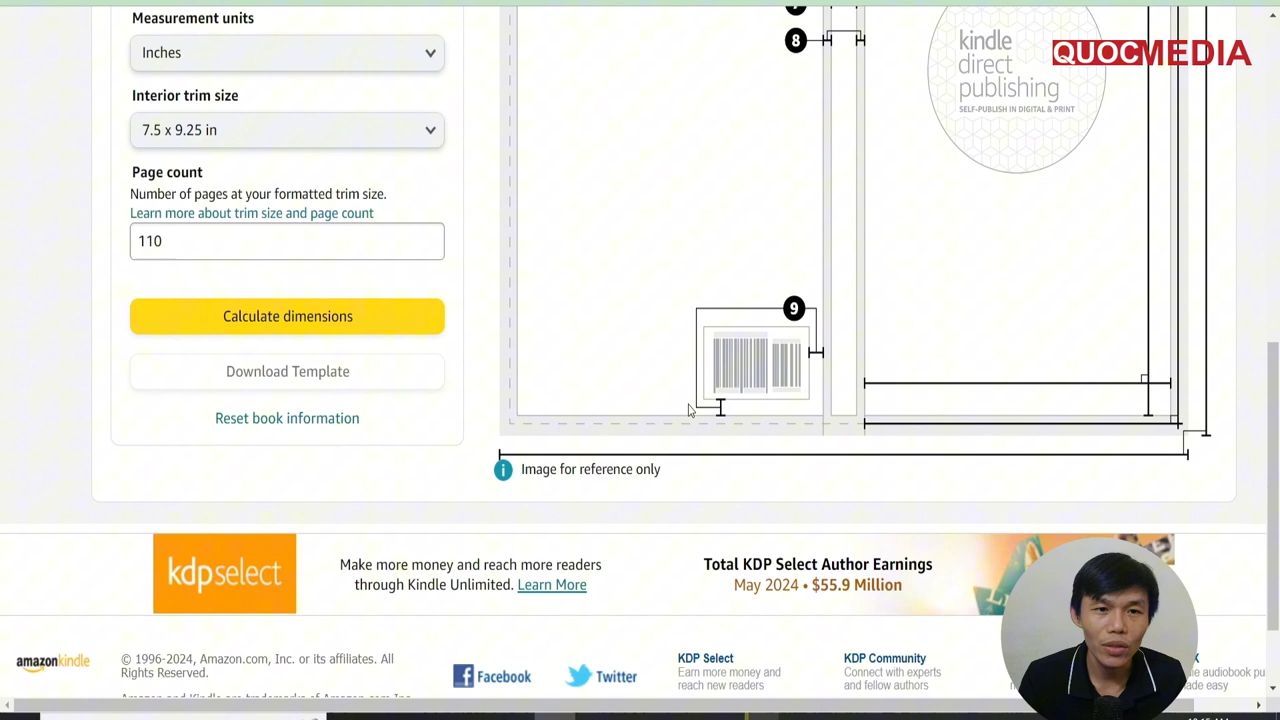 Measurement units
Inches
Interior trim size
7.5 x 9.25 in
Page count
Number of pages at your formatted trim size.
Learn more about trim size and page count
110
Calculate dimensions
Download Template
Reset book information
8
kindle
direct
publishing
SELF-PUBLISH IN DIGITAL & PRINT
QUOCMEDIA
9
i
Image for reference only
kdpselect
Make more money and reach more readers
through Kindle Unlimited. Learn More
Total KDP Select Author Earnings
May 2024 • $55.9 Million
amazonkindle
© 1996-2024, Amazon.com, Inc. or its affiliates. All
Rights Reserved.
Facebook
Twitter
KDP Select
Earn more money and
reach new readers
KDP Community
Connect with experts
and fellow authors